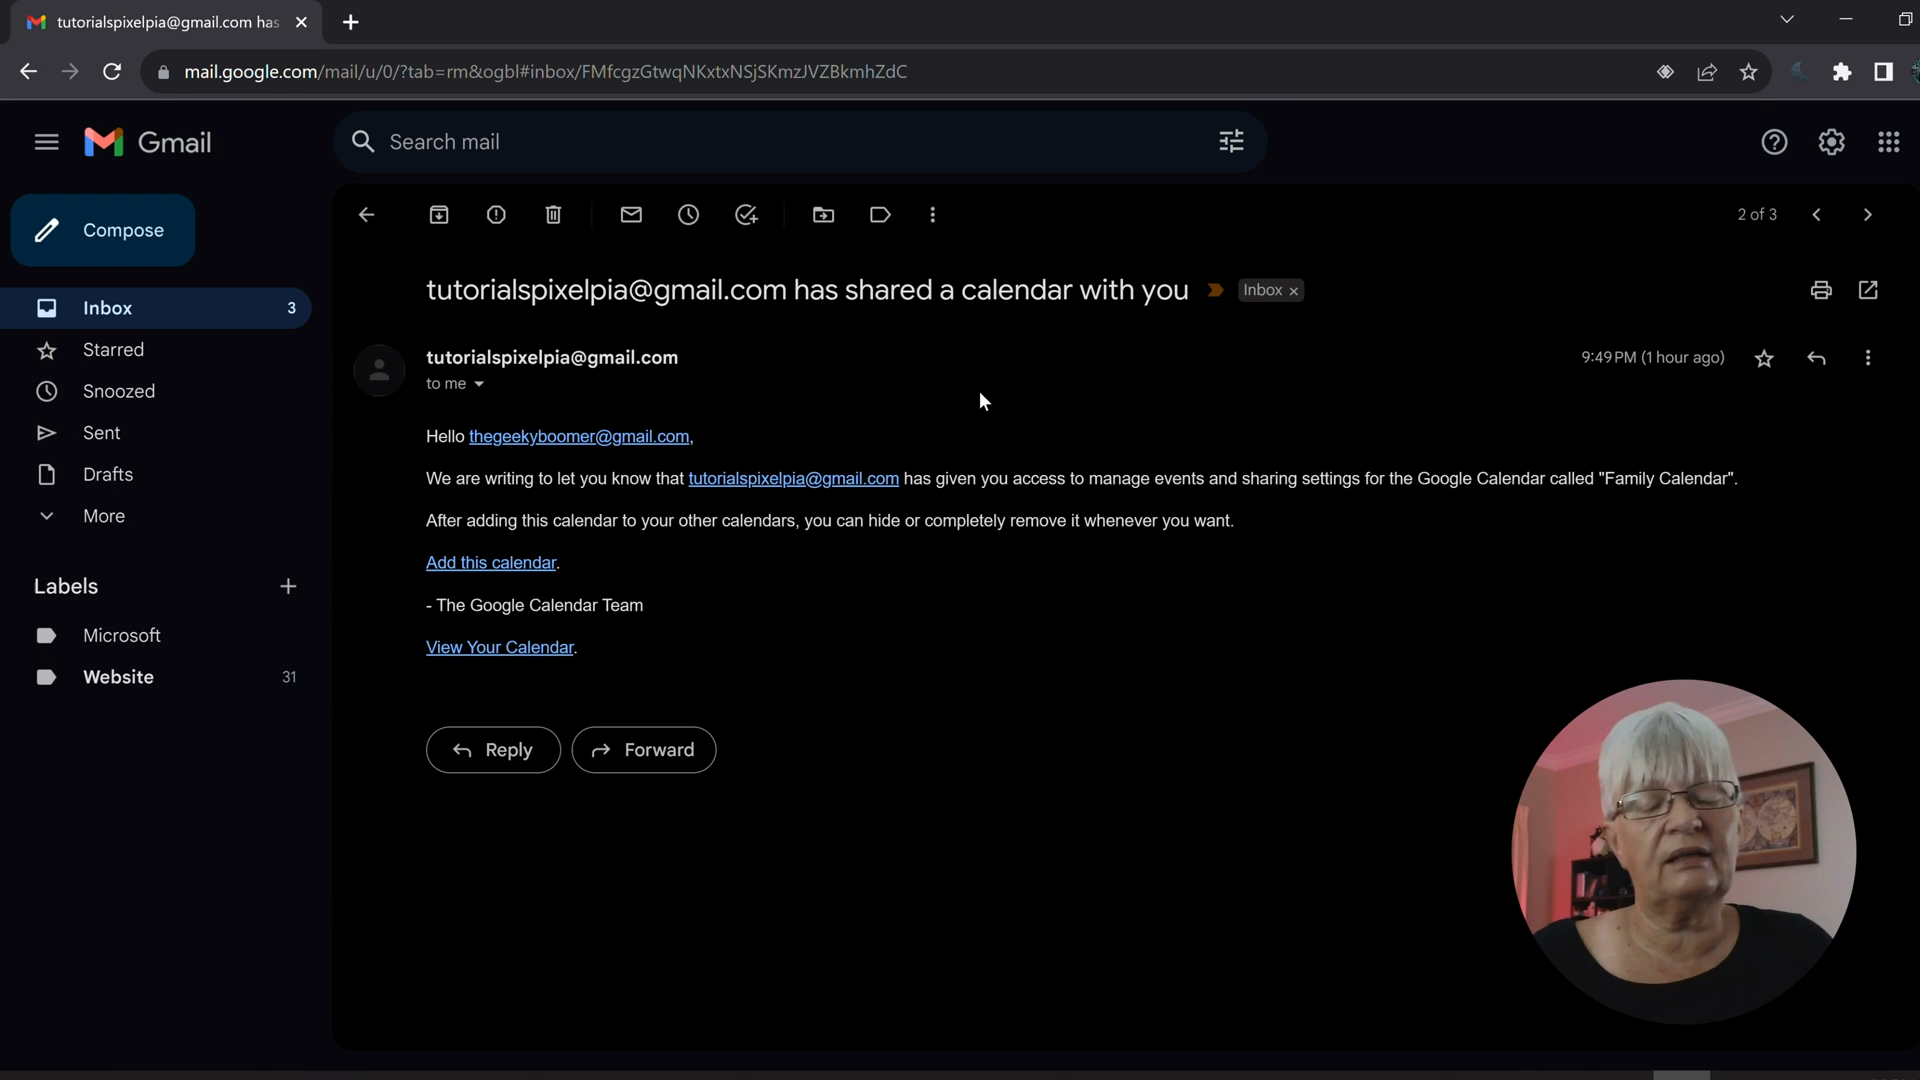 tutorialspixelpia@gmail.com has
mail.google.com/mail/u/0/?tab=rm&ogbl#inbox/FMfcgzGtwqNKxtxNSjSKmzJVZBkmhZdC
Gmail
Search mail
Compose
2 of 3
tutorialspixelpia@gmail.com has shared a calendar with you Inbox ×
Inbox 3
Starred
Snoozed
Sent
Drafts
More
Labels
Microsoft
Website 31
tutorialspixelpia@gmail.com
9:49 PM (1 hour ago)
to me
Hello thegeekyboomer@gmail.com,
We are writing to let you know that tutorialspixelpia@gmail.com has given you access to manage events and sharing settings for the Google Calendar called "Family Calendar".
After adding this calendar to your other calendars, you can hide or completely remove it whenever you want.
Add this calendar.
- The Google Calendar Team
View Your Calendar.
Reply
Forward